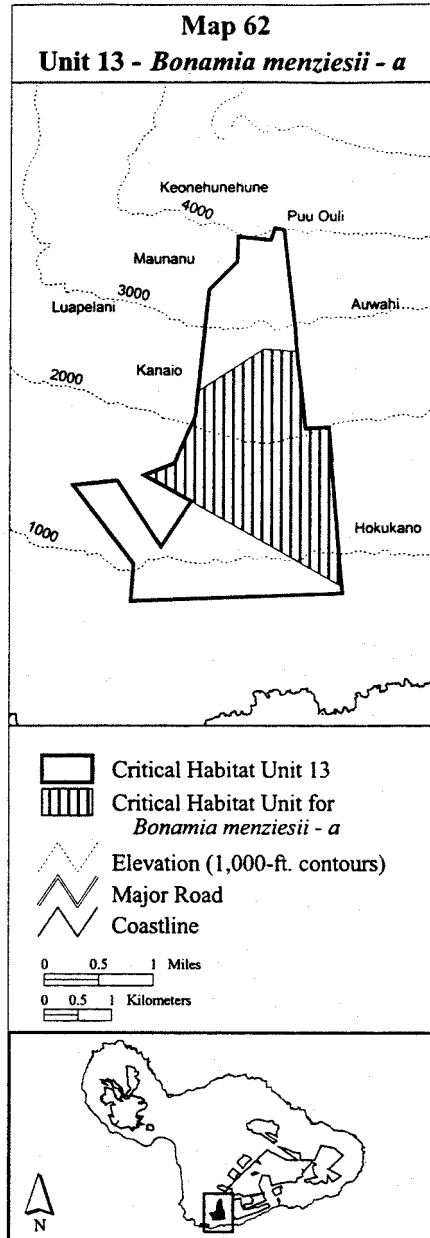 Map 62
Unit 13 - Bonamia menziesii - a
Keonehunehune
4000
Puu Ouli
Maunanu
3000
Luapelani
Auwahi
Kanaio
2000
1000
Hokukano
Critical Habitat Unit 13
Critical Habitat Unit for
Bonamia menziesii - a
Elevation (1,000-ft. contours)
Major Road
Coastline
0 0.5 1 Miles
0 0.5 1 Kilometers
N